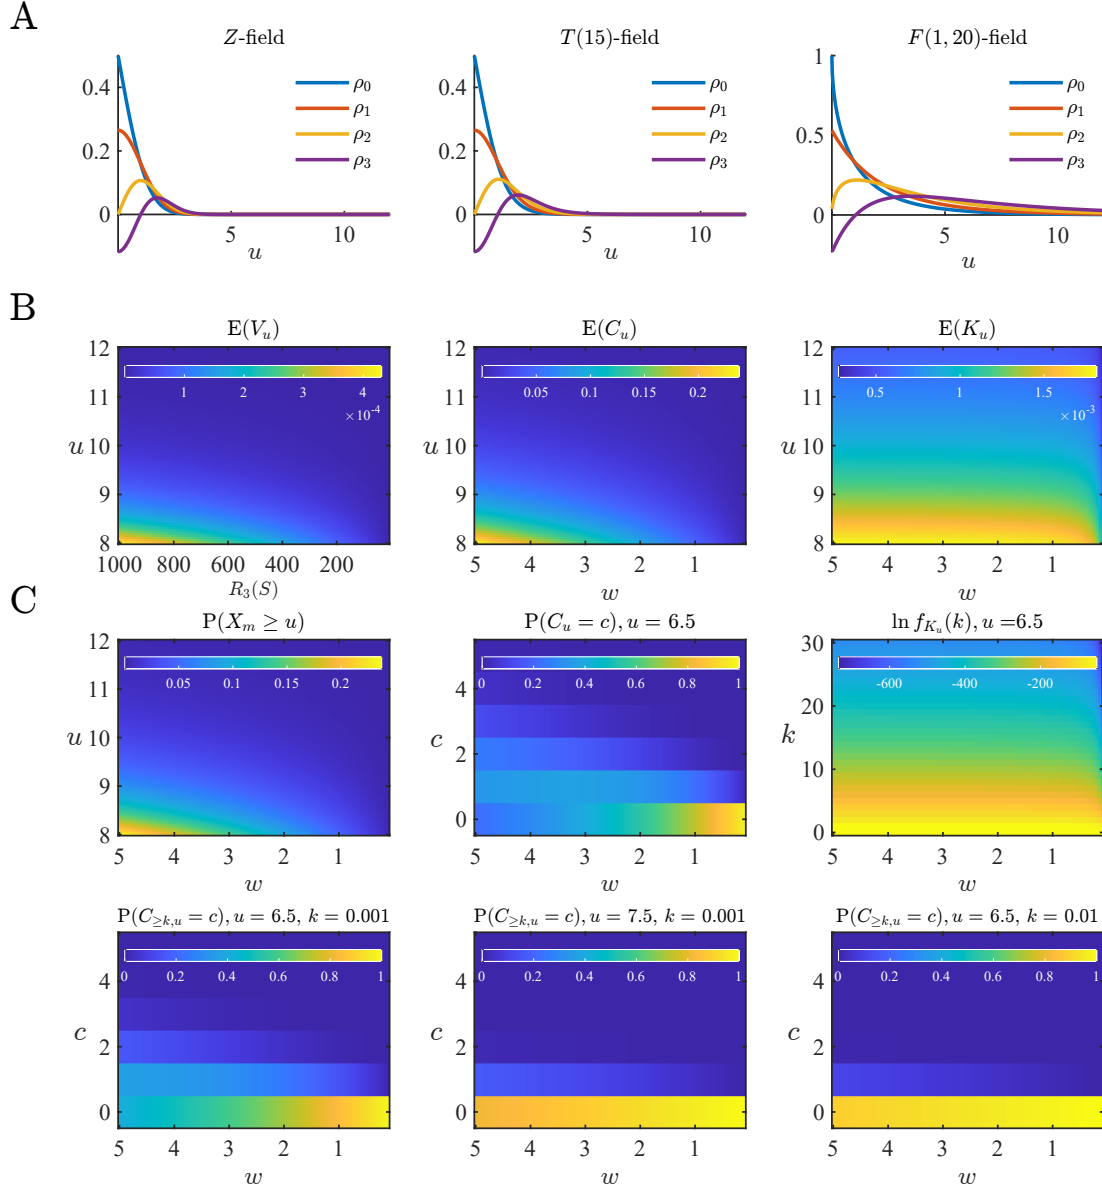 A
Z-field
T(15)-field
F(1, 20)-field
0.4
0.2
0
5
10
u
ρ0
ρ1
ρ2
ρ3
0.4
0.2
0
5
10
u
ρ0
ρ1
ρ2
ρ3
1
0.5
0
5
10
u
ρ0
ρ1
ρ2
ρ3
B
E(Vu)
12
11
u 10
9
8
1 2 3 4
×10-4
1000 800 600 400 200
R3(S)
E(Cu)
12
11
u 10
9
8
0.05 0.1 0.15 0.2
5 4 3 2 1
w
E(Ku)
12
11
u 10
9
8
0.5 1 1.5
×10-3
5 4 3 2 1
w
C
P(Xm ≥ u)
12
11
u 10
9
8
0.05 0.1 0.15 0.2
5 4 3 2 1
w
P(Cu = c), u = 6.5
0 0.2 0.4 0.6 0.8 1
4
c
2
0
5 4 3 2 1
w
ln fKu(k), u =6.5
30
20
k
10
0
-600 -400 -200
5 4 3 2 1
w
P(C≥k,u = c), u = 6.5, k = 0.001
0 0.2 0.4 0.6 0.8 1
4
c
2
0
5 4 3 2 1
w
P(C≥k,u = c), u = 7.5, k = 0.001
0 0.2 0.4 0.6 0.8 1
4
c
2
0
5 4 3 2 1
w
P(C≥k,u = c), u = 6.5, k = 0.01
0 0.2 0.4 0.6 0.8 1
4
c
2
0
5 4 3 2 1
w